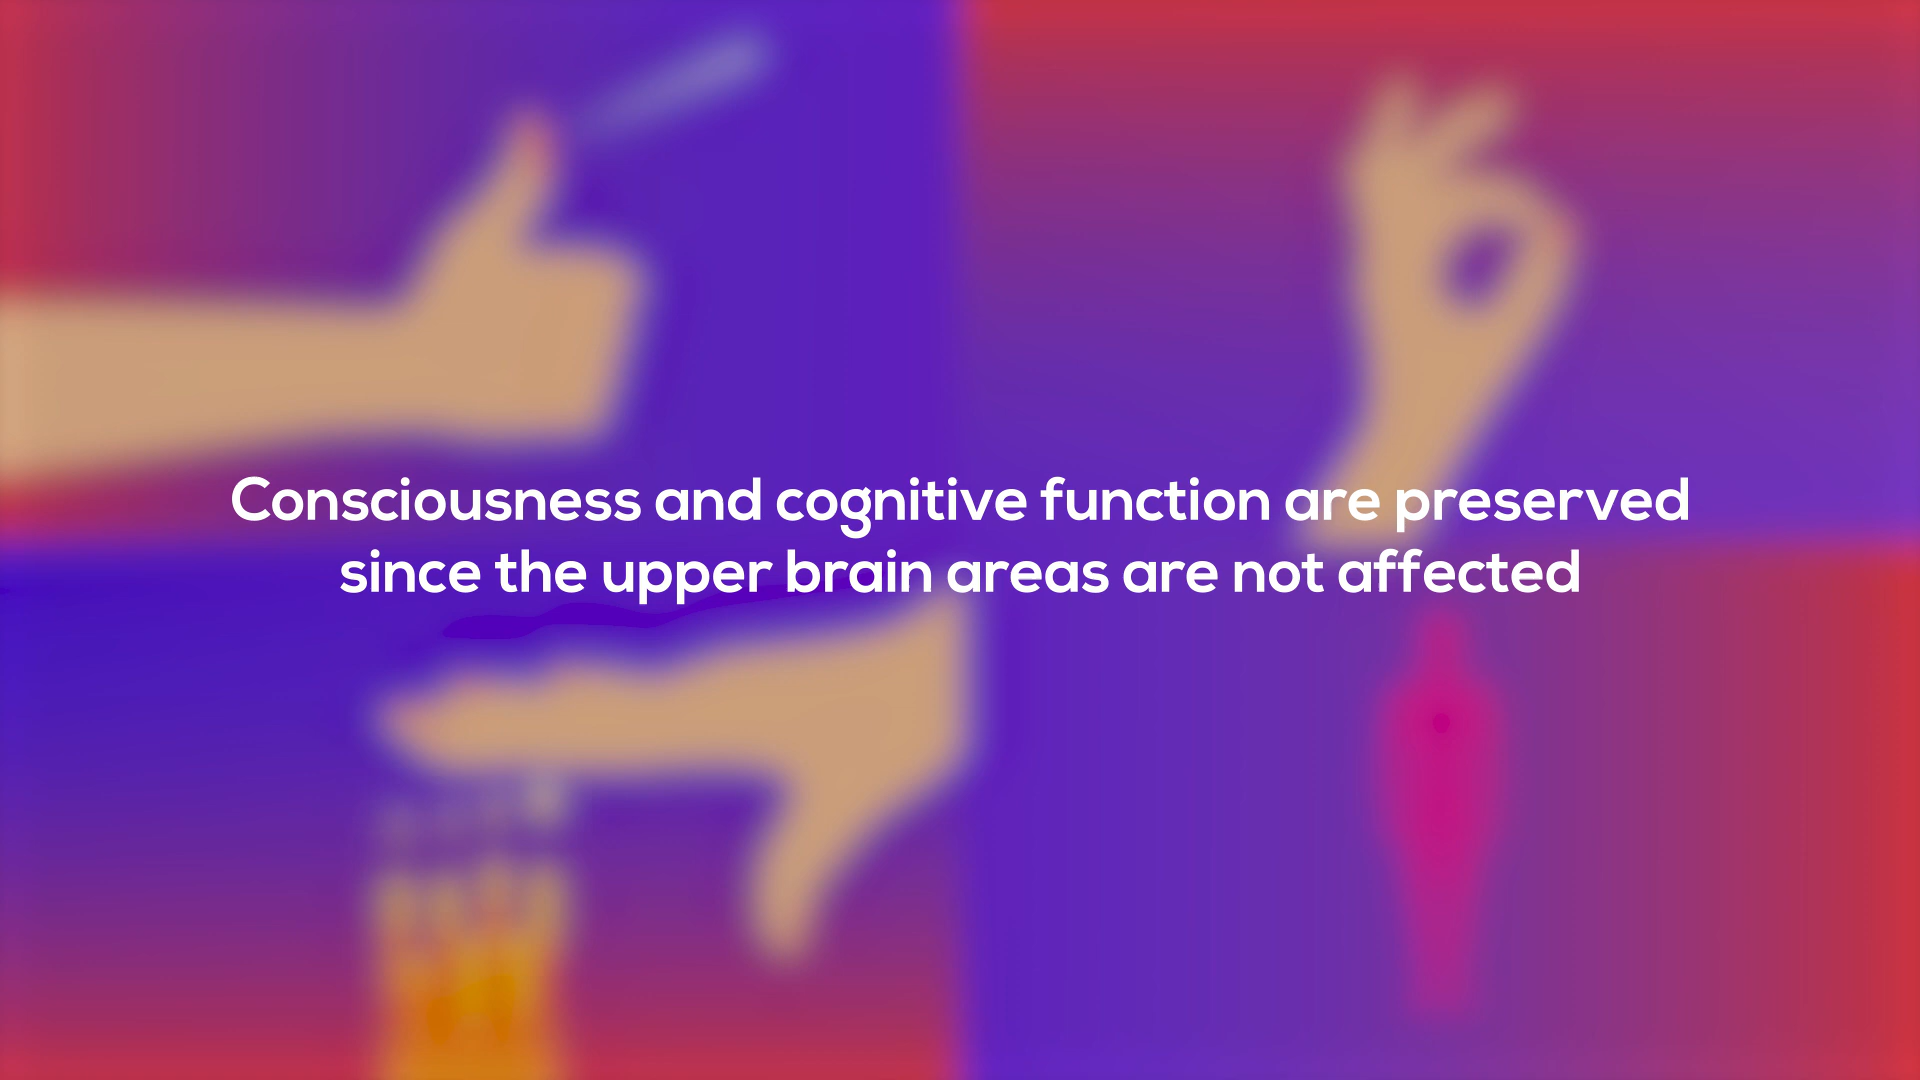 Consciousness and cognitive function are preserved
since the upper brain areas are not affected